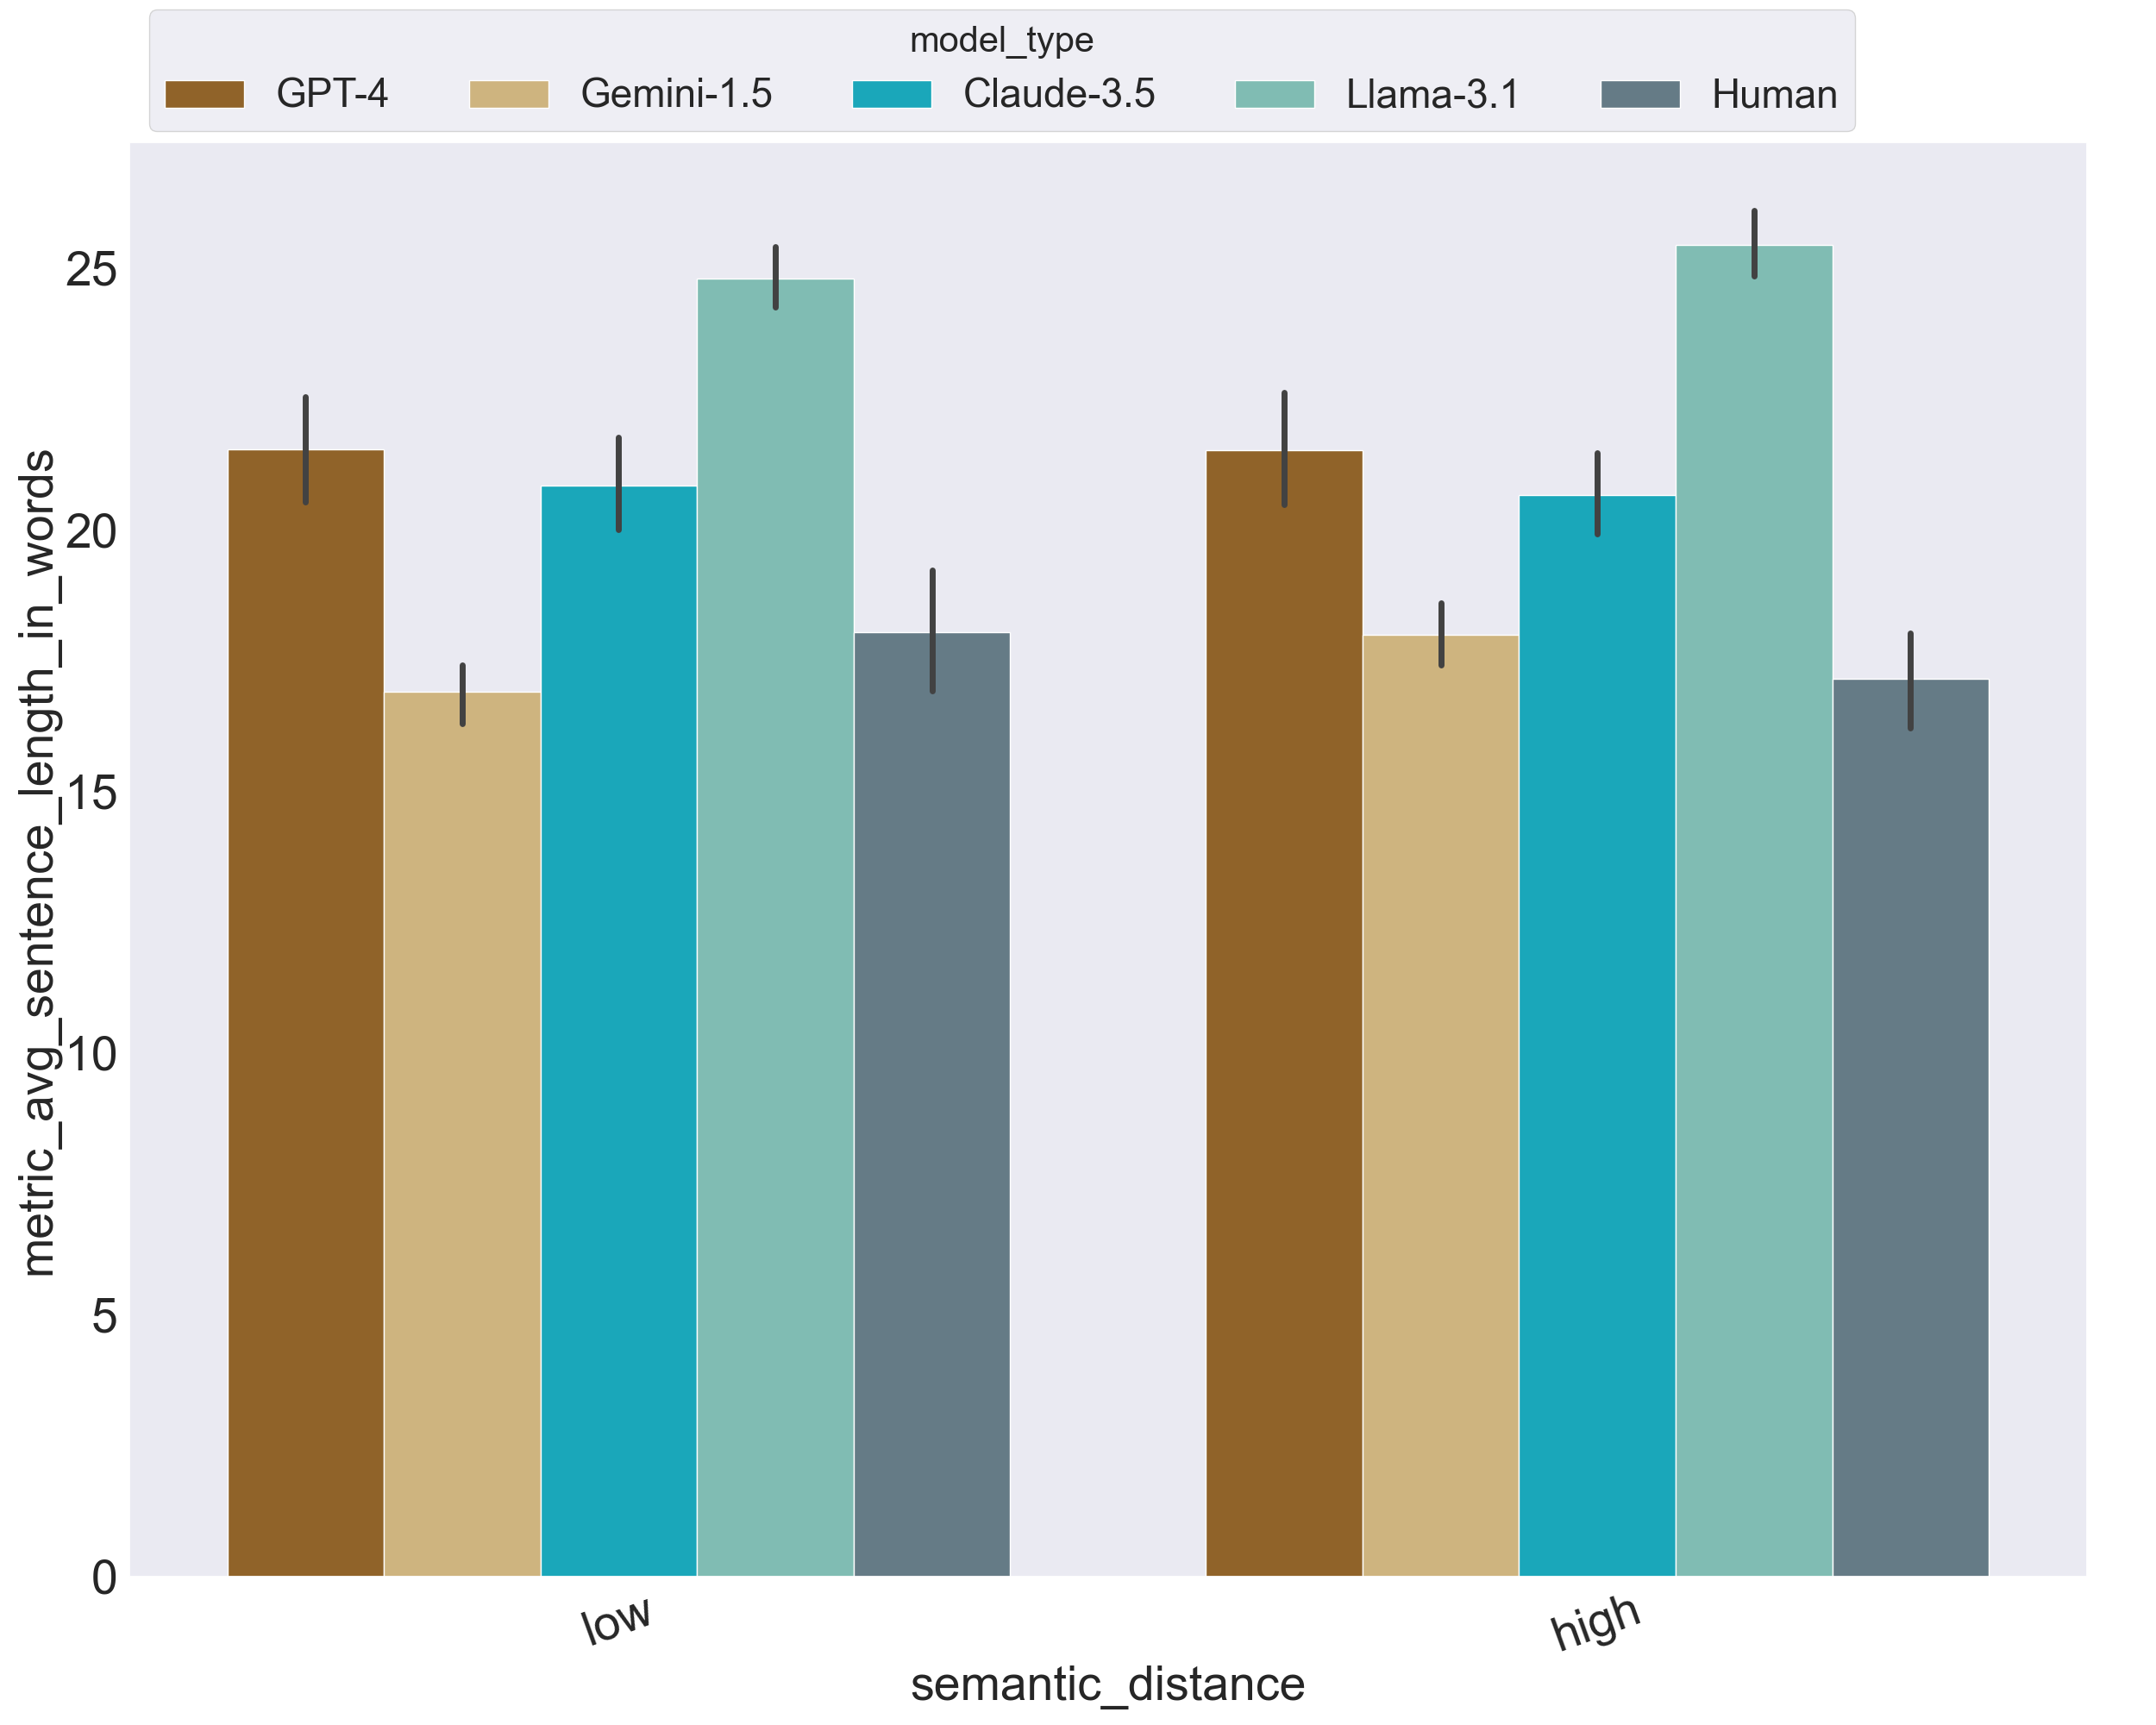 model_type
GPT-4 Gemini-1.5 Claude-3.5 Llama-3.1 Human
metric_avg_sentence_length_in_words
25
20
15
10
5
0
low high
semantic_distance